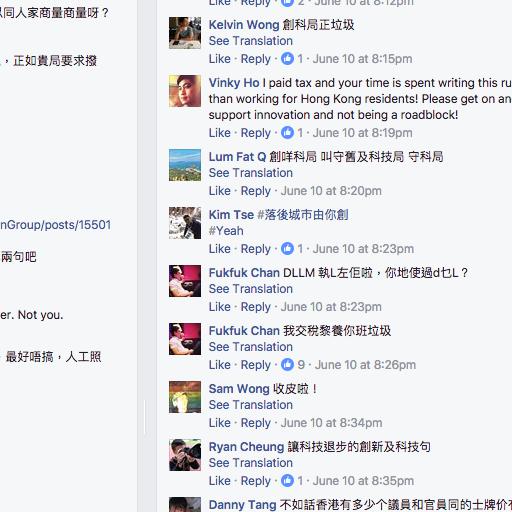 以同人家商量商量呀？
，正如貴局要求撥
nGroup/posts/15501
兩句吧
er. Not you.
最好唔搞，人工照
Like · Reply · 2 · June 10 at 8:12pm
Kelvin Wong 創科局正垃圾
See Translation
Like · Reply · 1 · June 10 at 8:15pm
Vinky Ho I paid tax and your time is spent writing this ru
than working for Hong Kong residents! Please get on an
support innovation and not being a roadblock!
Like · Reply · 1 · June 10 at 8:19pm
Lum Fat Q 創咩科局 叫守舊及科技局 守科局
See Translation
Like · Reply · June 10 at 8:20pm
Kim Tse #落後城市由你創
#Yeah
Like · Reply · 1 · June 10 at 8:23pm
Fukfuk Chan DLLM 執L左佢啦，你地使過d乜L？
See Translation
Like · Reply · June 10 at 8:23pm
Fukfuk Chan 我交稅黎養你班垃圾
See Translation
Like · Reply · 9 · June 10 at 8:26pm
Sam Wong 收皮啦！
See Translation
Like · Reply · June 10 at 8:34pm
Ryan Cheung 讓科技退步的創新及科技句
See Translation
Like · Reply · 1 · June 10 at 8:35pm
Danny Tang 不如話香港有多少個議員和官員同的士牌價有